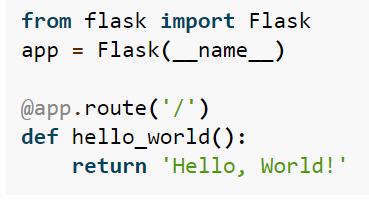 from flask import Flask
app = Flask(__name__)

@app.route('/')
def hello_world():
    return 'Hello, World!'